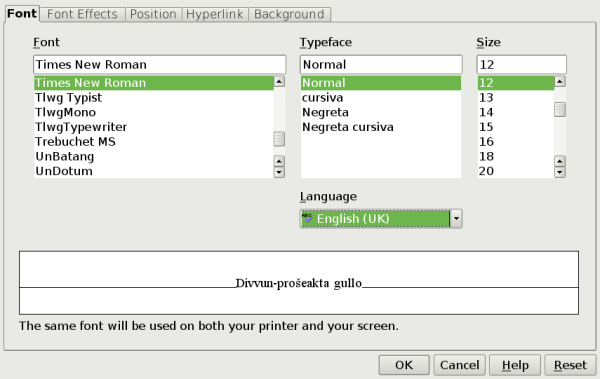 Font Font Effects Position Hyperlink Background
Font Typeface Size
Times New Roman Normal 12
Times New Roman Normal 12
Tlwg Typist cursiva 13
TlwgMono Negreta 14
TlwgTypewriter Negreta cursiva 15
Trebuchet MS 16
UnBatang 18
UnDotum 20
Language
ABC English (UK)
Divvun-prošeakta gullo
The same font will be used on both your printer and your screen.
OK Cancel Help Reset